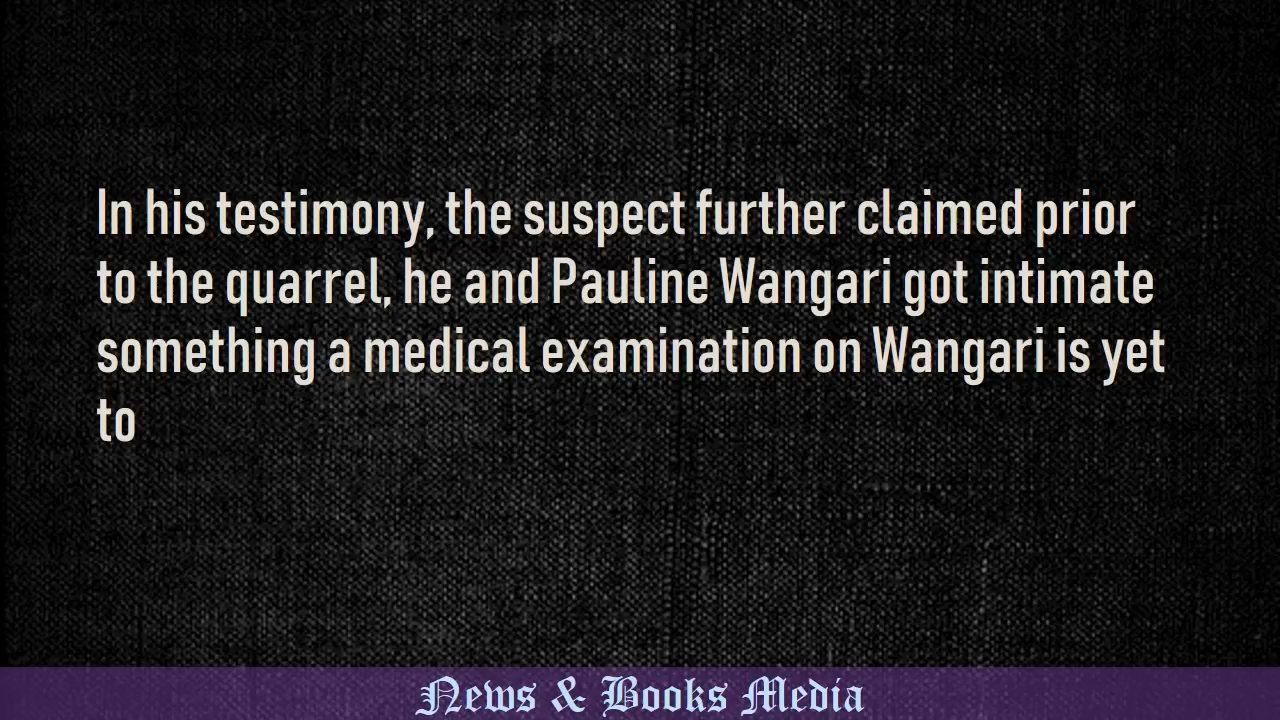 In his testimony, the suspect further claimed prior
to the quarrel, he and Pauline Wangari got intimate
something a medical examination on Wangari is yet
to
News & Books Media